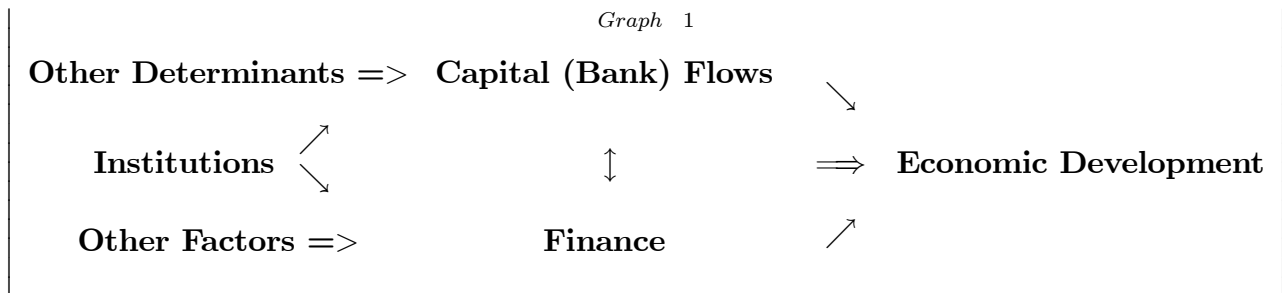 Graph 1
Other Determinants => Capital (Bank) Flows ↘
Institutions ↗ ↘ ↕ ⟹ Economic Development
Other Factors => Finance ↗